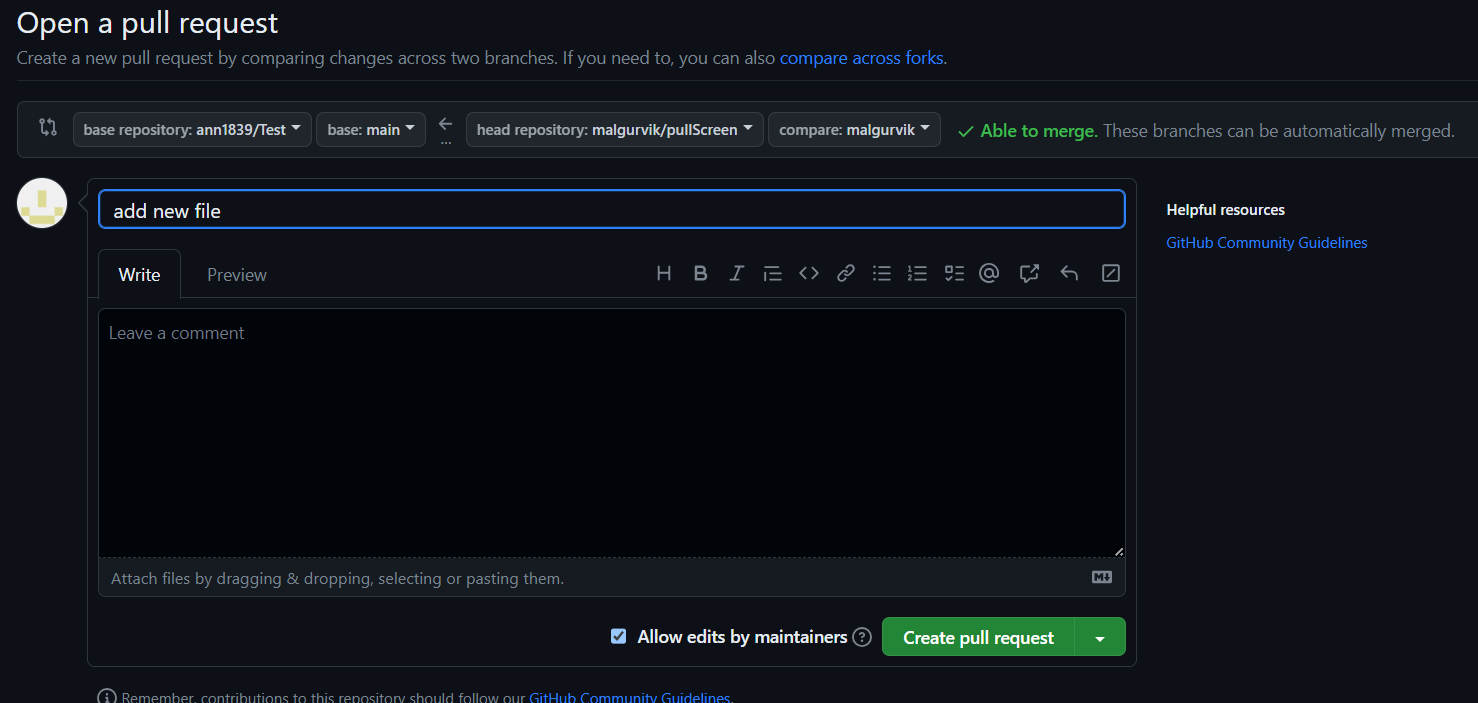 Open a pull request
Create a new pull request by comparing changes across two branches. If you need to, you can also compare across forks.
base repository: ann1839/Test base: main ... head repository: malgurvik/pullScreen compare: malgurvik Able to merge. These branches can be automatically merged.
add new file
Helpful resources
GitHub Community Guidelines
Write Preview
Leave a comment
Attach files by dragging & dropping, selecting or pasting them.
Allow edits by maintainers Create pull request
Remember, contributions to this repository should follow our GitHub Community Guidelines.